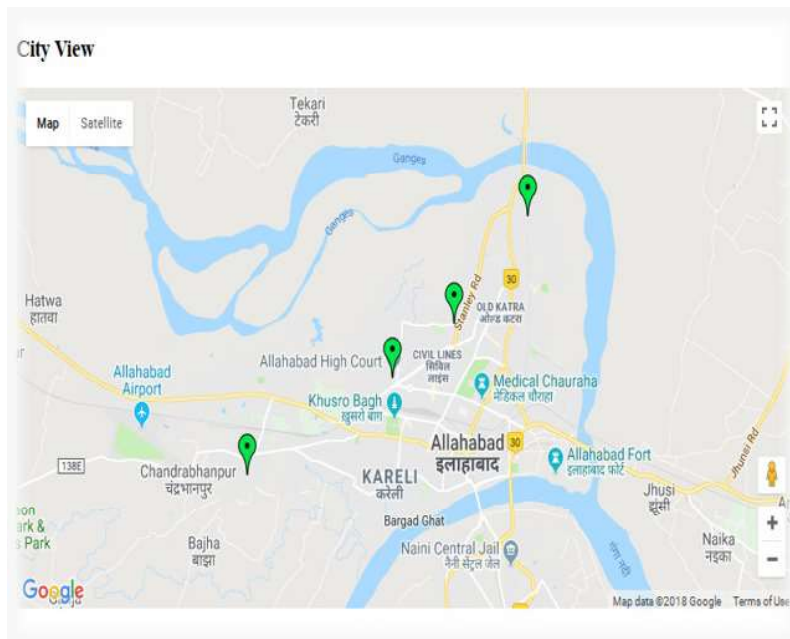 City View
Map Satellite
Tekari
टेकरी
Ganges
Ganges
30
Stanley Rd
OLD KATRA
ओल्ड कटरा
Hatwa
हातवा
Allahabad High Court
CIVIL LINES
सिविल
लाइंस
Allahabad
Airport
Medical Chauraha
मेडिकल चौराहा
Khusro Bagh
खुसरो बाग
Allahabad
इलाहाबाद
30
Allahabad Fort
इलाहाबाद फोर्ट
Jhunsi Rd
138E
Chandrabhanpur
चंद्रभानपुर
KARELI
करेली
Jhusi
झूंसी
Bargad Ghat
ark &
s Park
Bajha
बाझा
Naini Central Jail
नैनी सेंट्रल जेल
गंगा नदी
Naika
नइका
+
−
Google
Map data ©2018 Google Terms of Use